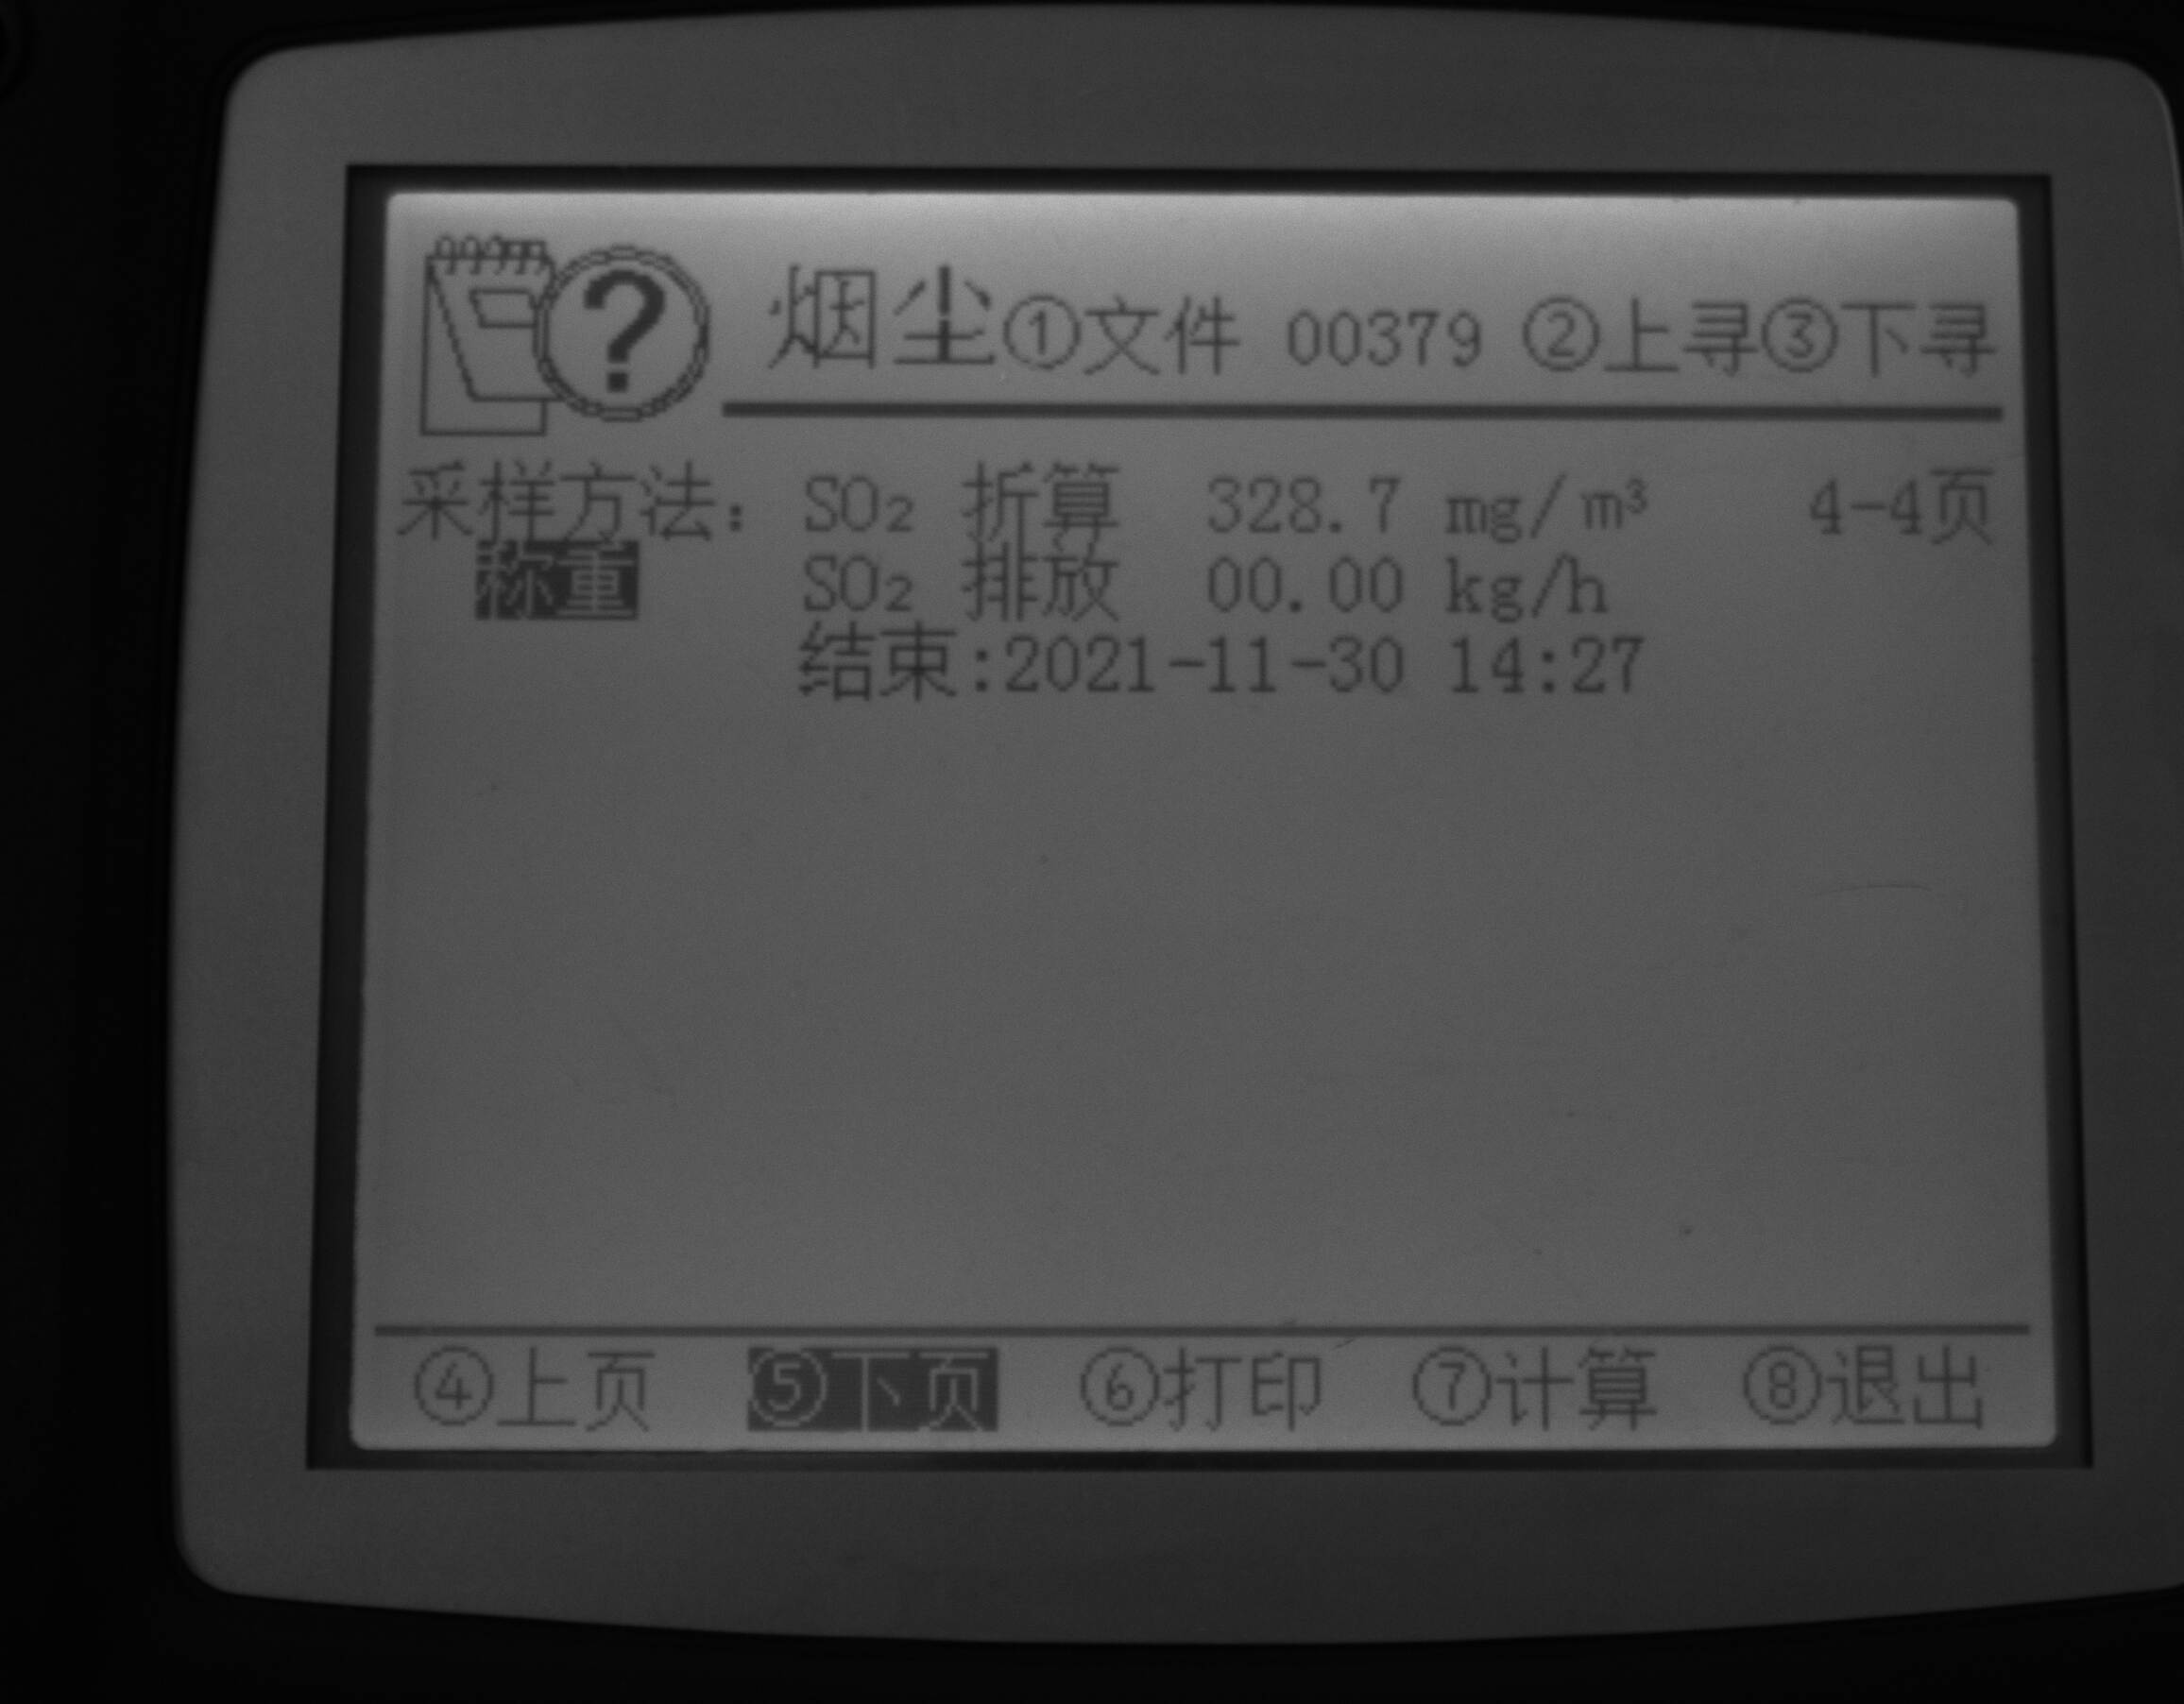 烟尘①文件 00379 ②上寻③下寻
采样方法: SO₂ 折算 328.7 mg/m³ 4-4页
称重 SO₂ 排放 00.00 kg/h
结束:2021-11-30 14:27
④上页 ⑤下页 ⑥打印 ⑦计算 ⑧退出